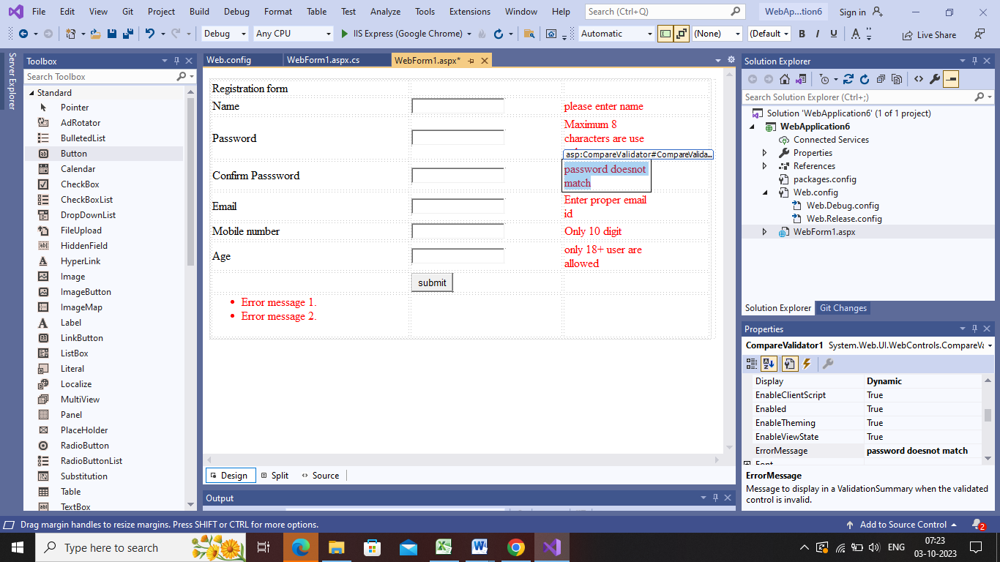 File Edit View Git Project Build Debug Format Table Test Analyze Tools Extensions Window Help Search (Ctrl+Q) WebAp...tion6 Sign in
Debug Any CPU IIS Express (Google Chrome) Automatic (None) (Default B I U A Live Share
Server Explorer
Toolbox
Search Toolbox
Standard
Pointer
AdRotator
BulletedList
Button
Calendar
CheckBox
CheckBoxList
DropDownList
FileUpload
HiddenField
HyperLink
Image
ImageButton
ImageMap
Label
LinkButton
ListBox
Literal
Localize
MultiView
Panel
PlaceHolder
RadioButton
RadioButtonList
Substitution
Table
TextBox
Web.config WebForm1.aspx.cs WebForm1.aspx*
Registration form
Name please enter name
Password Maximum 8
characters are use
asp:CompareValidator#CompareValida...
Confirm Passsword password doesnot
match
Email Enter proper email
id
Mobile number Only 10 digit
Age only 18+ user are
allowed
submit
Error message 1.
Error message 2.
Design Split Source
Output
Solution Explorer
Search Solution Explorer (Ctrl+;)
Solution 'WebApplication6' (1 of 1 project)
WebApplication6
Connected Services
Properties
References
packages.config
Web.config
Web.Debug.config
Web.Release.config
WebForm1.aspx
Solution Explorer Git Changes
Properties
CompareValidator1 System.Web.UI.WebControls.CompareVa
Display Dynamic
EnableClientScript True
Enabled True
EnableTheming True
EnableViewState True
ErrorMessage password doesnot match
Font
ErrorMessage
Message to display in a ValidationSummary when the validated
control is invalid.
Drag margin handles to resize margins. Press SHIFT or CTRL for more options. Add to Source Control 2
Type here to search ENG 07:23
03-10-2023